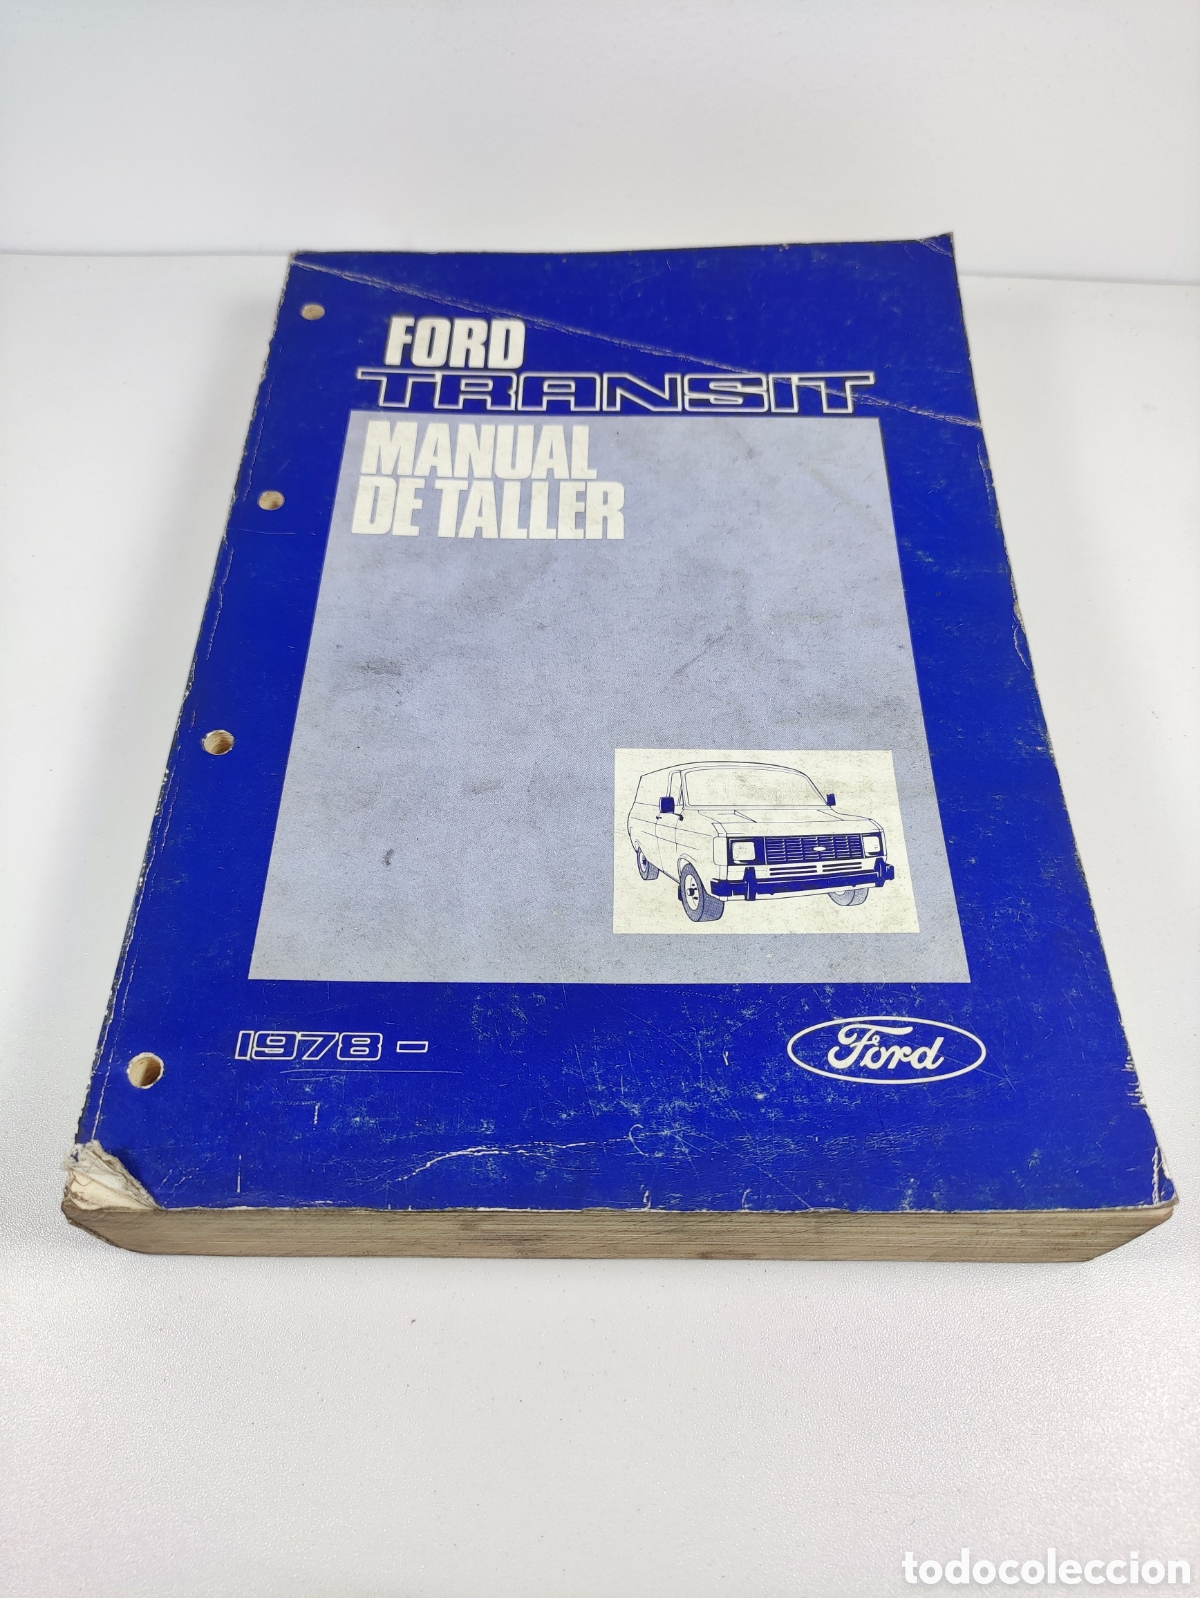 FORD
TRANSIT
MANUAL
DE TALLER
1978-
Ford
todocoleccion